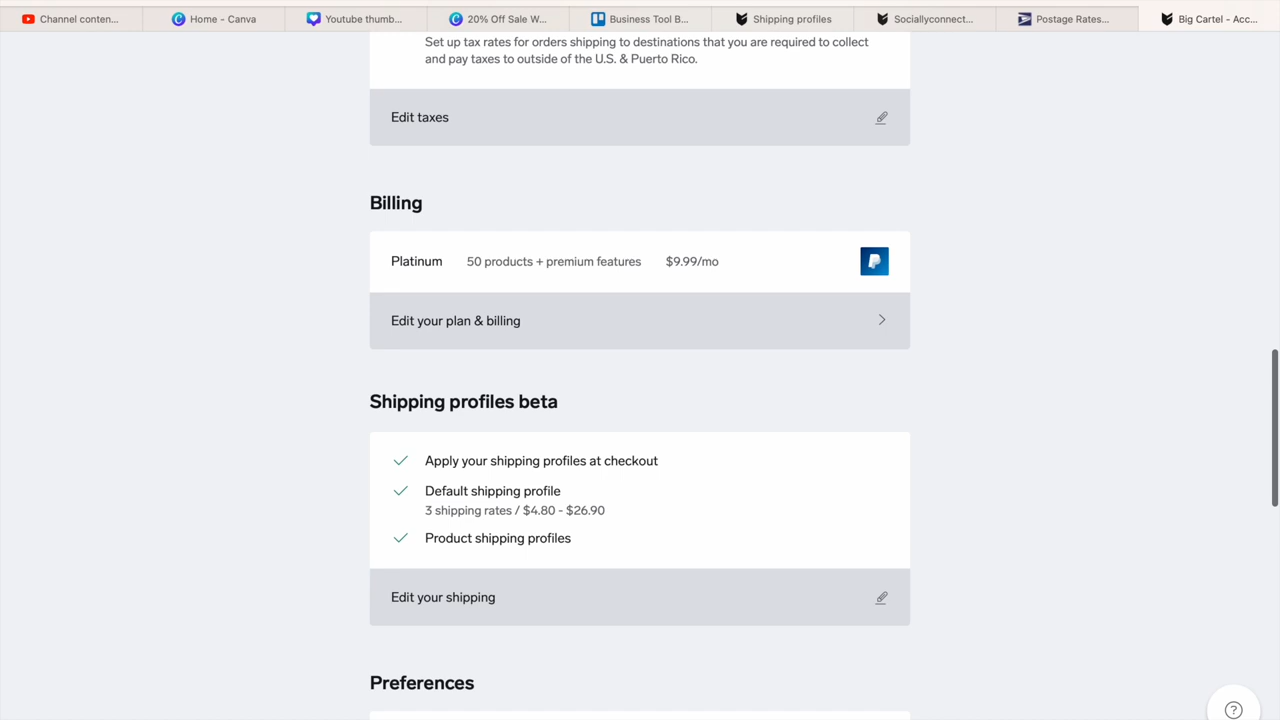 Channel conten...
Home - Canva
Youtube thumb...
20% Off Sale W...
Business Tool B...
Shipping profiles
Sociallyconnect...
Postage Rates...
Big Cartel - Acc...
Set up tax rates for orders shipping to destinations that you are required to collect
and pay taxes to outside of the U.S. & Puerto Rico.
Edit taxes
Billing
Platinum 50 products + premium features $9.99/mo
Edit your plan & billing
Shipping profiles beta
Apply your shipping profiles at checkout
Default shipping profile
3 shipping rates / $4.80 - $26.90
Product shipping profiles
Edit your shipping
Preferences
?